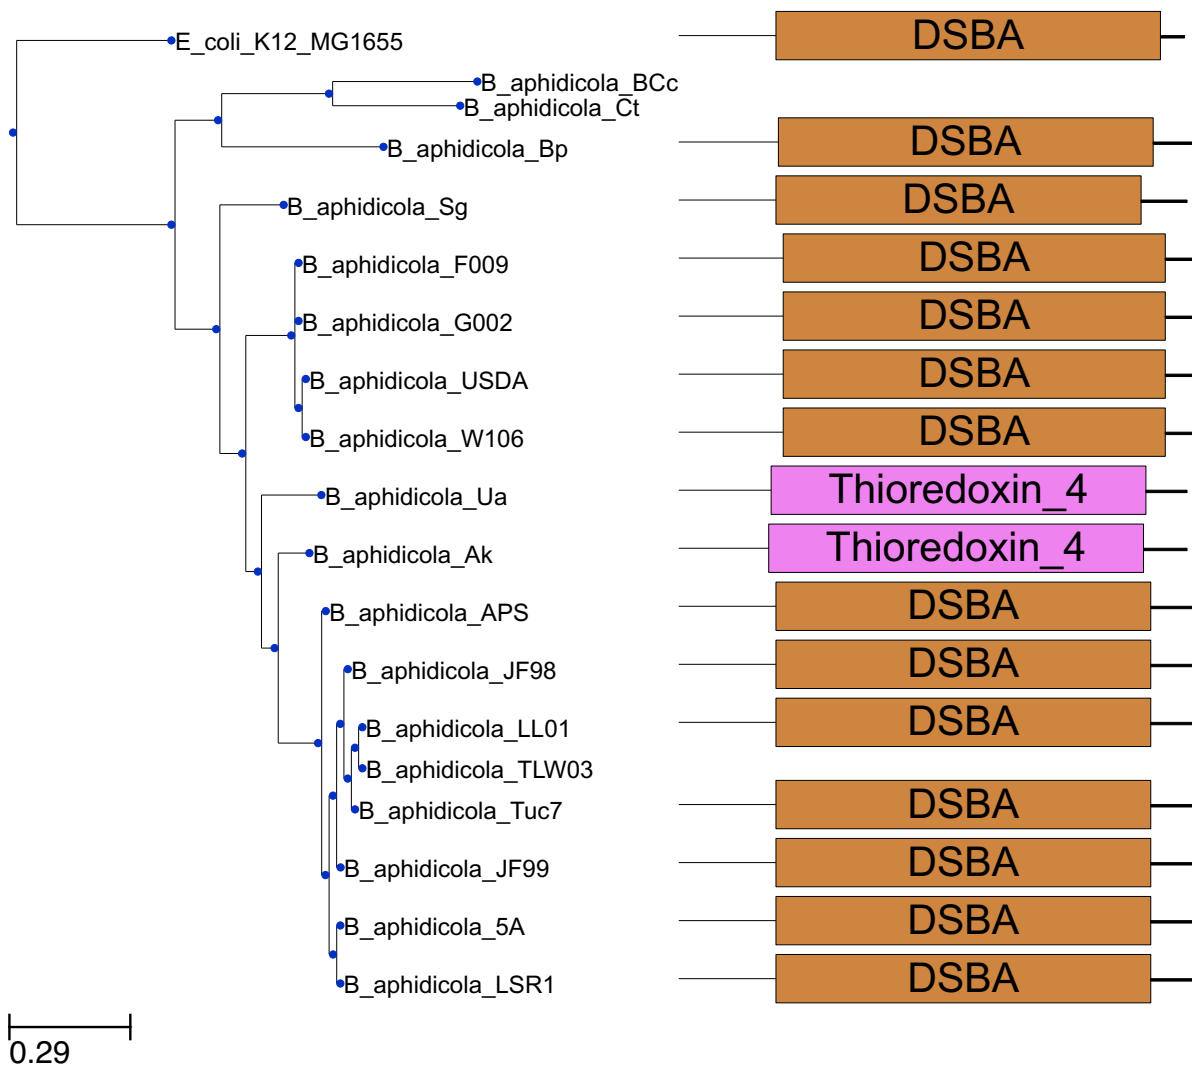 E_coli_K12_MG1655 DSBA
B_aphidicola_BCc
B_aphidicola_Ct
B_aphidicola_Bp DSBA
B_aphidicola_Sg DSBA
B_aphidicola_F009 DSBA
B_aphidicola_G002 DSBA
B_aphidicola_USDA DSBA
B_aphidicola_W106 DSBA
B_aphidicola_Ua Thioredoxin_4
B_aphidicola_Ak Thioredoxin_4
B_aphidicola_APS DSBA
B_aphidicola_JF98 DSBA
B_aphidicola_LL01 DSBA
B_aphidicola_TLW03
B_aphidicola_Tuc7 DSBA
B_aphidicola_JF99 DSBA
B_aphidicola_5A DSBA
B_aphidicola_LSR1 DSBA
0.29